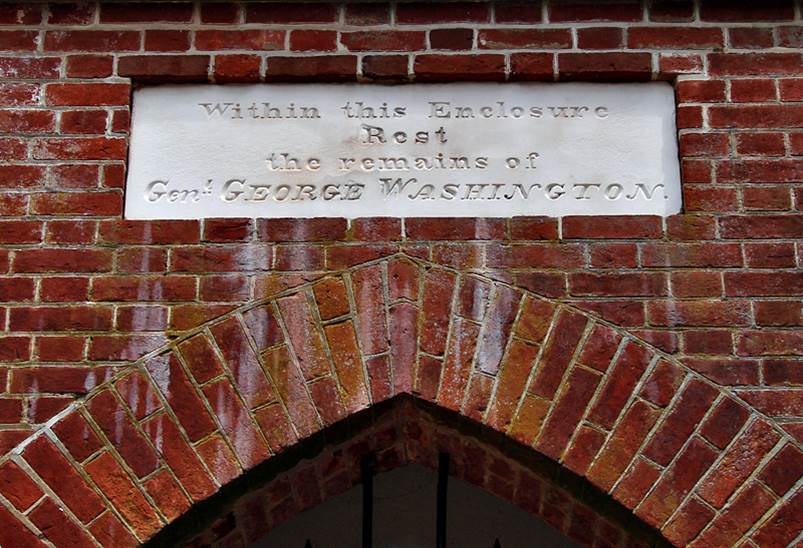 Within this Enclosure
Rest
the remains of
Genˡ. GEORGE WASHINGTON.